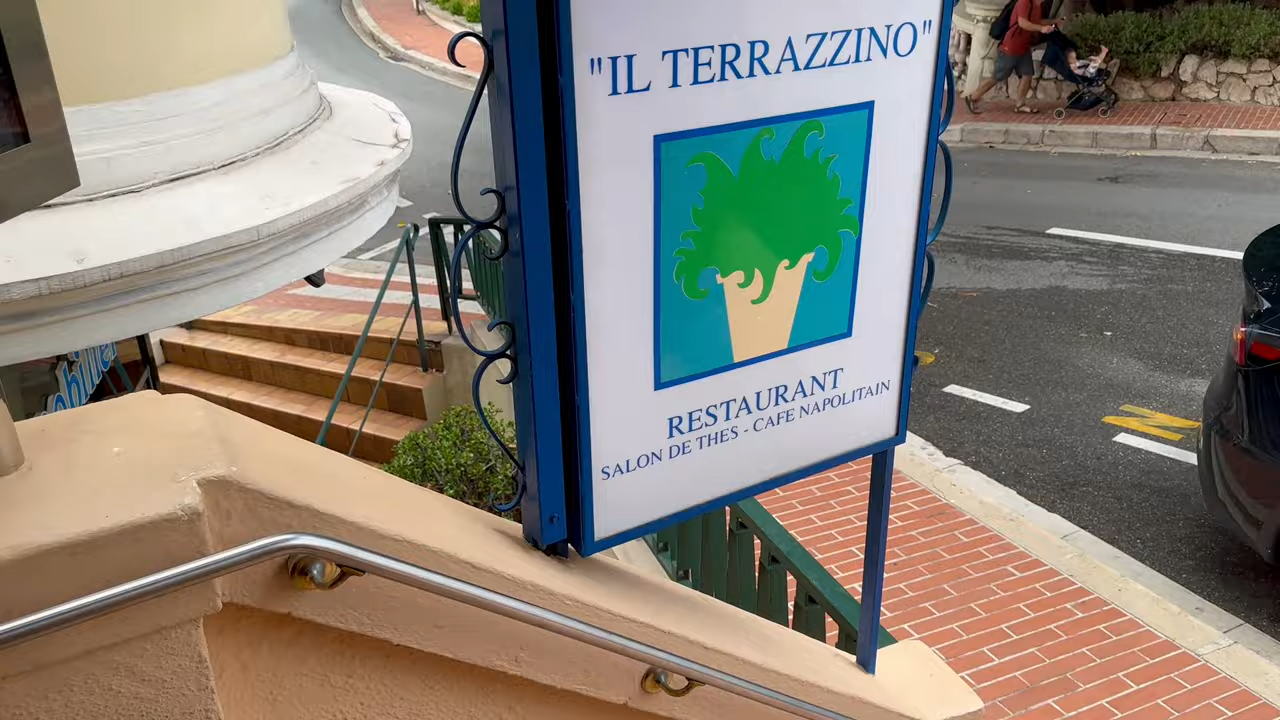 "IL TERRAZZINO"
RESTAURANT
SALON DE THES - CAFE NAPOLITAIN